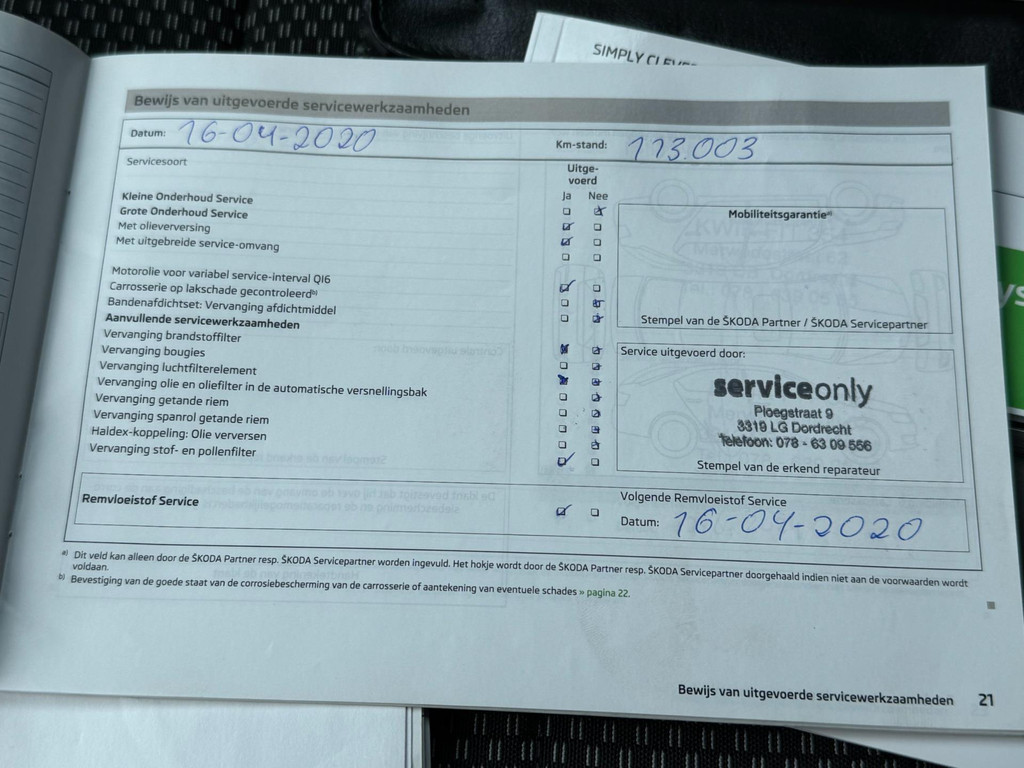 SIMPLY CLEVE
Bewijs van uitgevoerde servicewerkzaamheden
Datum: 16-04-2020
Km-stand: 113.003
Servicesoort
Uitge-
voerd
Ja Nee
Kleine Onderhoud Service
Grote Onderhoud Service
Met olieverversing
Met uitgebreide service-omvang
Motorolie voor variabel service-interval QI6
Carrosserie op lakschade gecontroleerd b)
Bandenafdichtset: Vervanging afdichtmiddel
Aanvullende servicewerkzaamheden
Vervanging brandstoffilter
Vervanging bougies
Vervanging luchtfilterelement
Vervanging olie en oliefilter in de automatische versnellingsbak
Vervanging getande riem
Vervanging spanrol getande riem
Haldex-koppeling: Olie verversen
Vervanging stof- en pollenfilter
Mobiliteitsgarantie a)
Stempel van de ŠKODA Partner / ŠKODA Servicepartner
Service uitgevoerd door:
serviceonly
Ploegstraat 9
3319 LG Dordrecht
Telefoon: 078 - 63 09 556
Stempel van de erkend reparateur
Remvloeistof Service
Volgende Remvloeistof Service
Datum: 16-04-2020
a) Dit veld kan alleen door de ŠKODA Partner resp. ŠKODA Servicepartner worden ingevuld. Het hokje wordt door de ŠKODA Partner resp. ŠKODA Servicepartner doorgehaald indien niet aan de voorwaarden wordt
voldaan.
b) Bevestiging van de goede staat van de corrosiebescherming van de carrosserie of aantekening van eventuele schades » pagina 22.
Bewijs van uitgevoerde servicewerkzaamheden 21